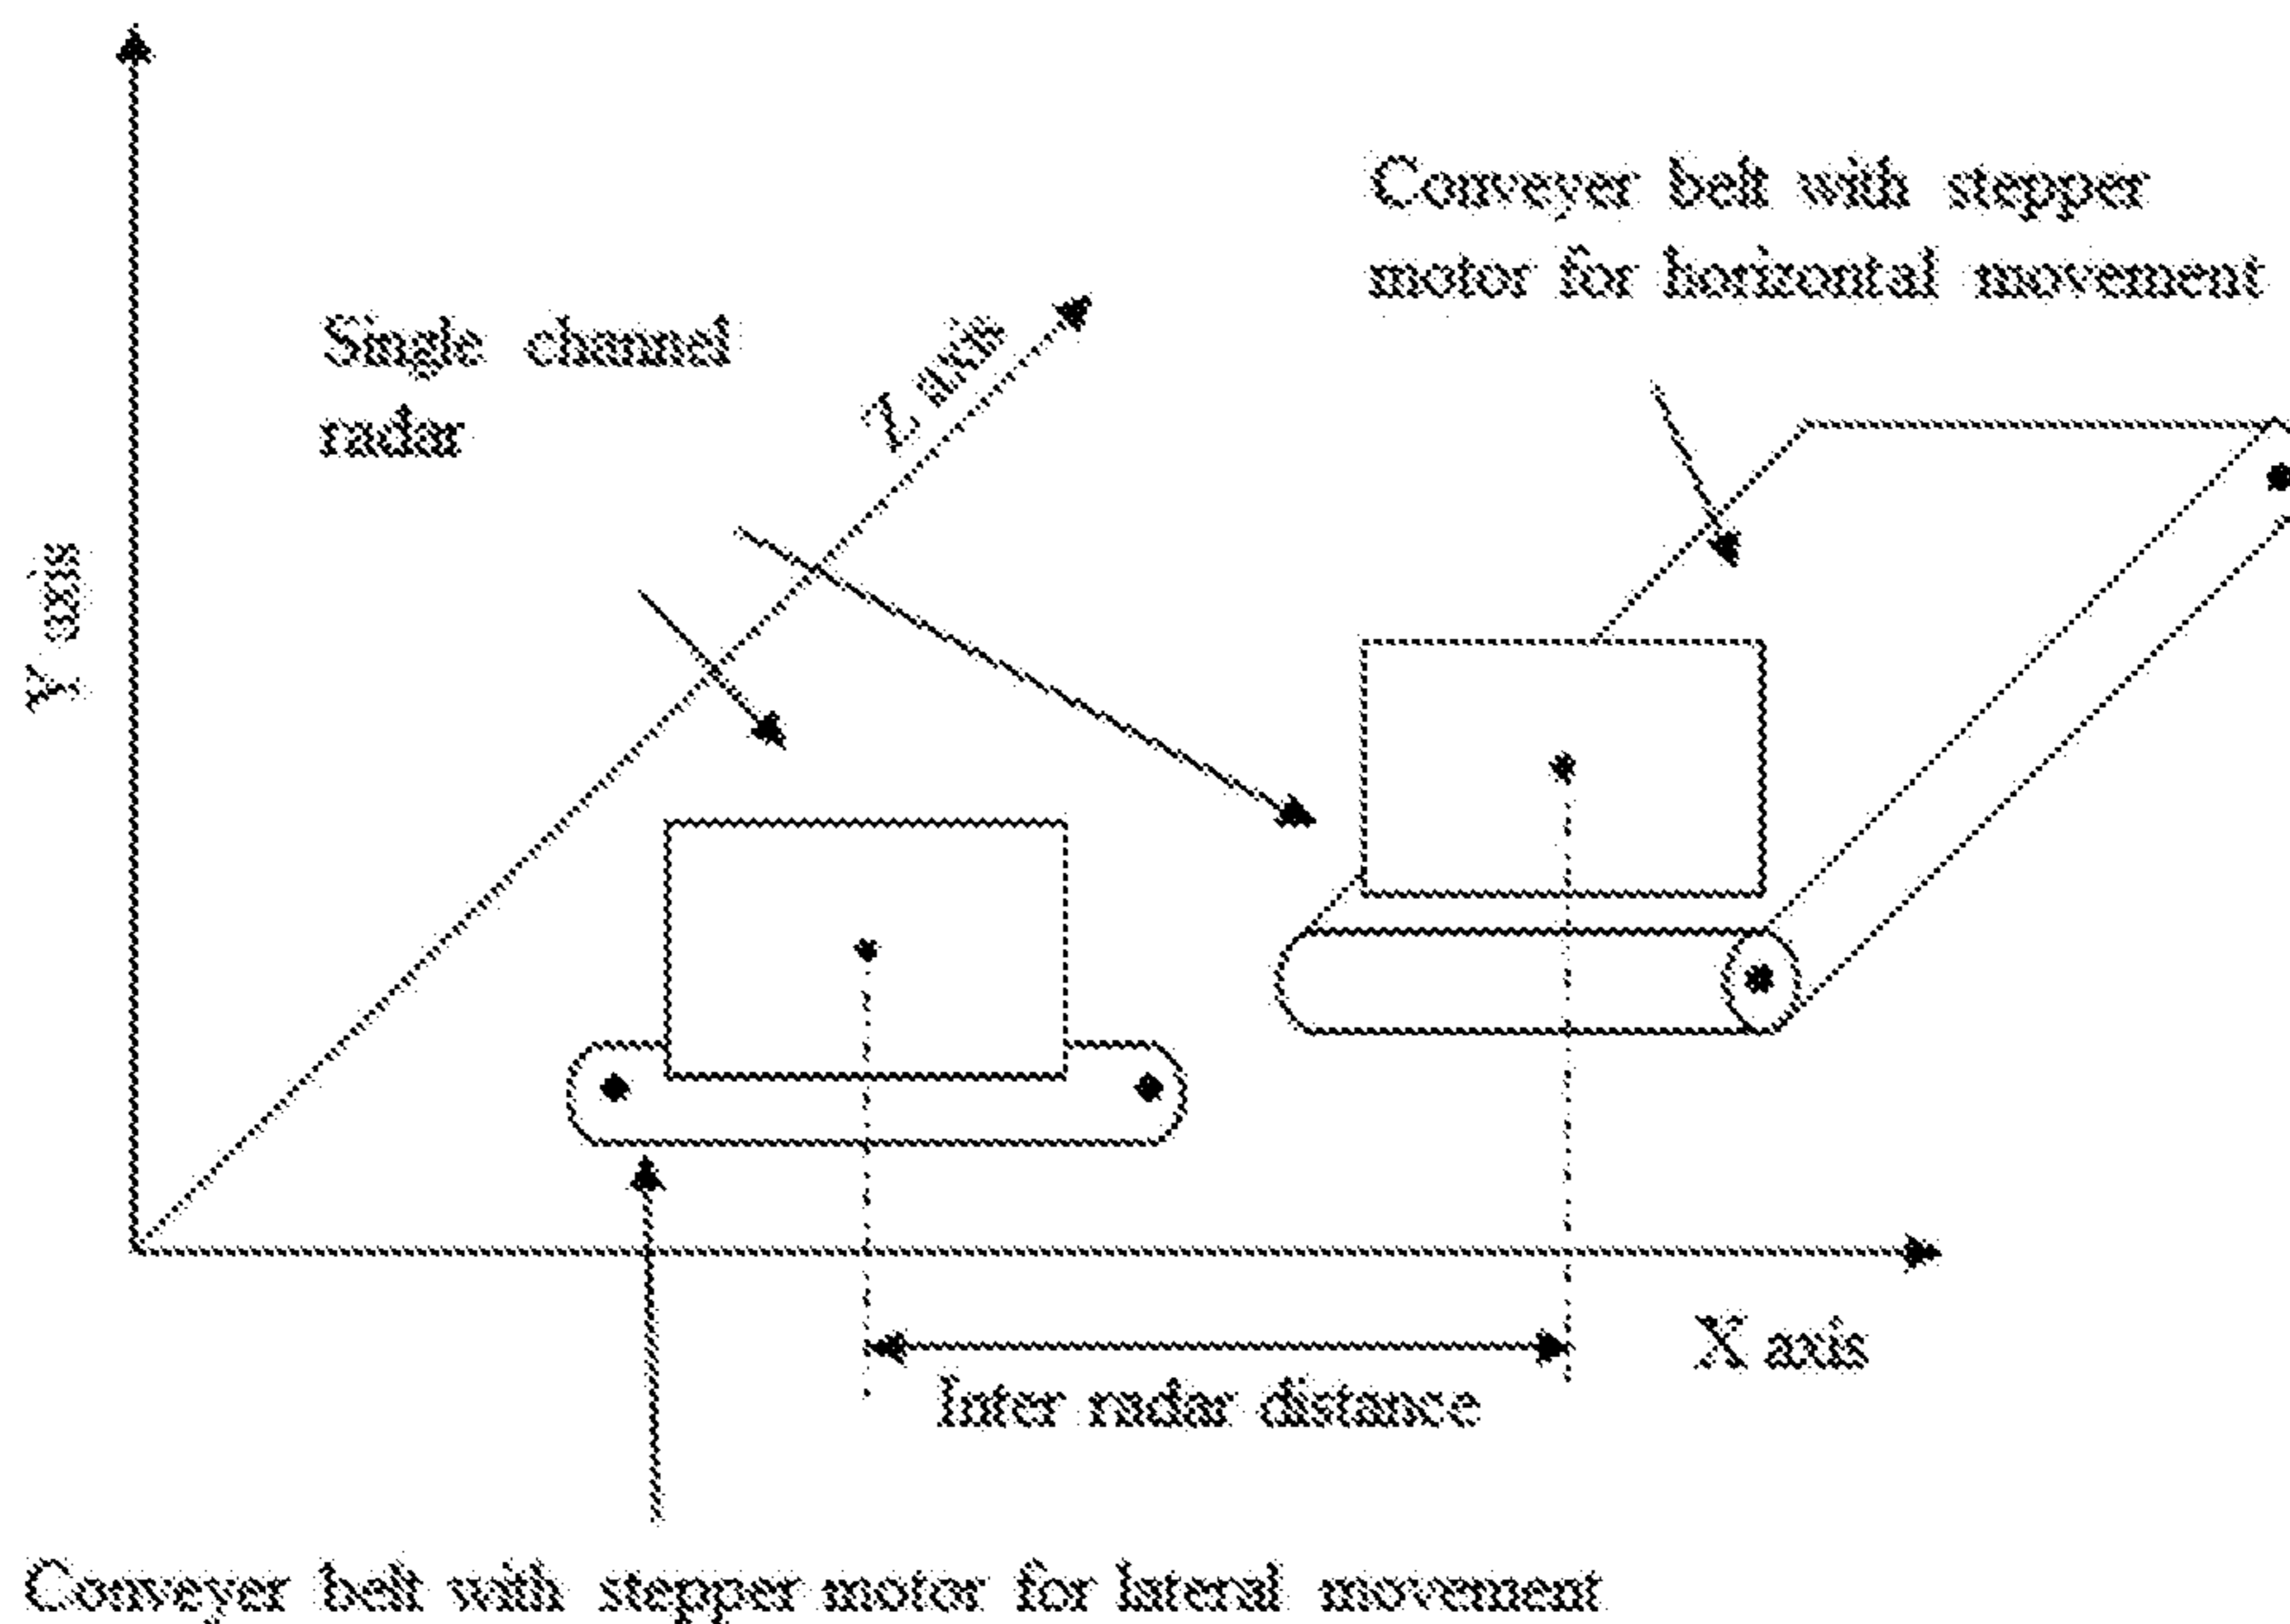 Conveyer belt with stepper
motor for horizontal movement
Single channel
radar
Z axis
Y axis
X axis
Inter radar distance
Conveyer belt with stepper motor for lateral movement